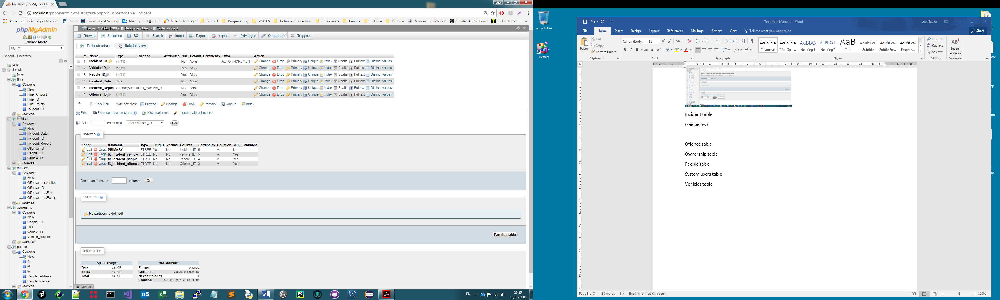 localhost / MySQL / dbte
Leo
localhost/phpmyadmin/tbl_structure.php?db=dbtest&table=incident
Apps University of Notting Portal University of Notting Mail – psxln1@exma NUsearch - Login General Programming MSC CS Database Coursework St Barnabas Careers JS Docu Terminal Movement | Peter's CreativeApplications TalkTalk Router »
phpMyAdmin
Current server:
MySQL
Recent Favorites
New
dbtest
New
fines
Columns
New
Fine_Amount
Fine_ID
Fine_Points
Incident_ID
Indexes
incident
Columns
New
Incident_Date
Incident_ID
Incident_Report
Offence_ID
People_ID
Vehicle_ID
Indexes
offence
Columns
New
Offence_description
Offence_ID
Offence_maxFine
Offence_maxPoints
Indexes
ownership
Columns
New
People_ID
UID
Vehicle_ID
Vehicle_licence
Indexes
people
Columns
New
fn
id
ln
People_address
People_licence
Indexes
Server: MySQL:3306 » Database: dbtest » Table: incident
Browse Structure SQL Search Insert Export Import Privileges Operations Triggers
Table structure Relation view
# Name Type Collation Attributes Null Default Comments Extra Action
1 Incident_ID int(11) No None AUTO_INCREMENT Change Drop Primary Unique Index Spatial Fulltext Distinct values
2 Vehicle_ID int(11) Yes NULL Change Drop Primary Unique Index Spatial Fulltext Distinct values
3 People_ID int(11) Yes NULL Change Drop Primary Unique Index Spatial Fulltext Distinct values
4 Incident_Date date No None Change Drop Primary Unique Index Spatial Fulltext Distinct values
5 Incident_Report varchar(500) latin1_swedish_ci No None Change Drop Primary Unique Index Spatial Fulltext Distinct values
6 Offence_ID int(11) Yes NULL Change Drop Primary Unique Index Spatial Fulltext Distinct values
Check all With selected: Browse Change Drop Primary Unique Index
Print Propose table structure Move columns Improve table structure
Add 1 column(s) after Offence_ID Go
Indexes
Action Keyname Type Unique Packed Column Cardinality Collation Null Comment
Edit Drop PRIMARY BTREE Yes No Incident_ID 5 A No
Edit Drop fk_incident_vehicle BTREE No No Vehicle_ID 5 A Yes
Edit Drop fk_incident_people BTREE No No People_ID 4 A Yes
Edit Drop fk_incident_offence BTREE No No Offence_ID 3 A Yes
Create an index on 1 columns Go
Partitions
No partitioning defined!
Partition table
Information
Space usage
Data 16 KiB
Index 48 KiB
Total 64 KiB
Row statistics
Format dynamic
Collation latin1_swedish_ci
Next autoindex 9
Creation Jan 11, 2018 at 08:19 PM
Console
EN
10:29
12/01/2018
Recycle Bin
Defrag
Technical Manual - Word
Leo Naylor
File Home Insert Design Layout References Mailings Review View Tell me what you want to do Share
Paste
Cut
Copy
Format Painter
Clipboard
Calibri (Body) 11
Font
Paragraph
AaBbCcDc AaBbCcDc AaBbCc AaBbCcD AaB AaBbCcD AaBbCcDc AaBbCcDc
¶ Normal ¶ No Spac... Heading 1 Heading 2 Title Subtitle Subtle Em... Emphasis
Styles
Find
Replace
Select
Editing
AB¹
Insert
Footnote
Footnote
Incident table
(see below)
Offence table
Ownership table
People table
System users table
Vehicles table
Page 3 of 3 410 words English (United Kingdom)
120%